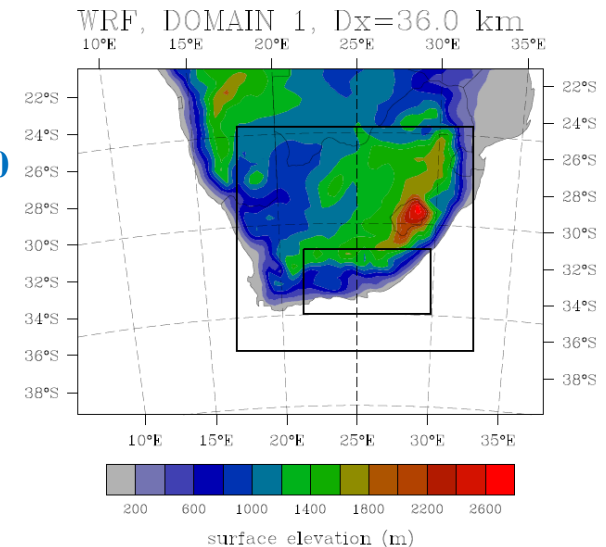 WRF, DOMAIN 1, Dx=36.0 km
10°E 15°E 20°E 25°E 30°E 35°E
22°S 22°S
24°S 24°S
)
26°S 26°S
28°S 28°S
30°S 30°S
32°S 32°S
34°S 34°S
36°S 36°S
38°S 38°S
10°E 15°E 20°E 25°E 30°E 35°E
200 600 1000 1400 1800 2200 2600
surface elevation (m)